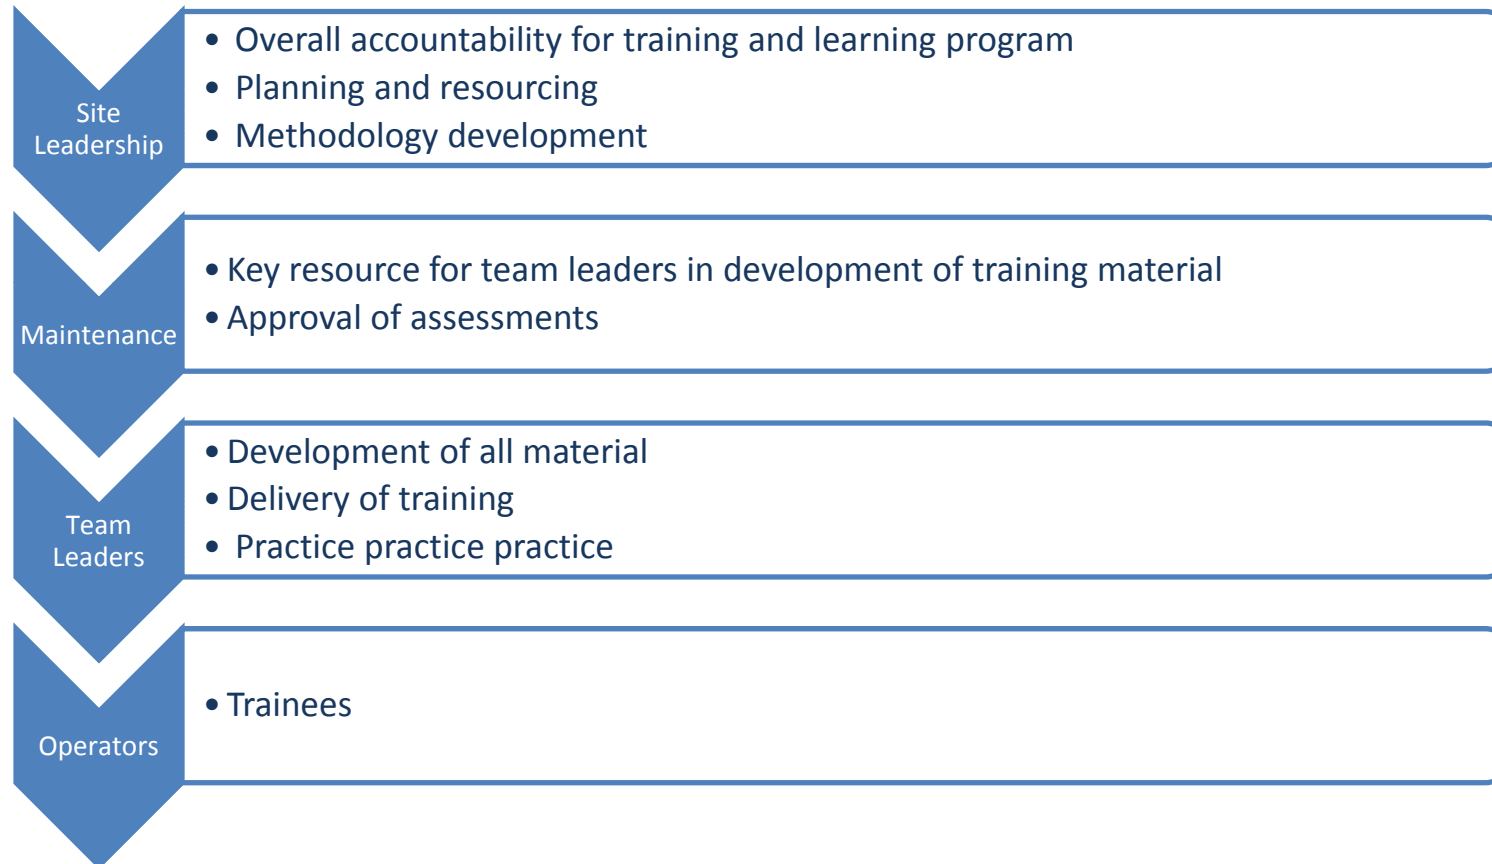 Site
Leadership
• Overall accountability for training and learning program
• Planning and resourcing
• Methodology development
Maintenance
• Key resource for team leaders in development of training material
• Approval of assessments
Team
Leaders
• Development of all material
• Delivery of training
• Practice practice practice
Operators
• Trainees